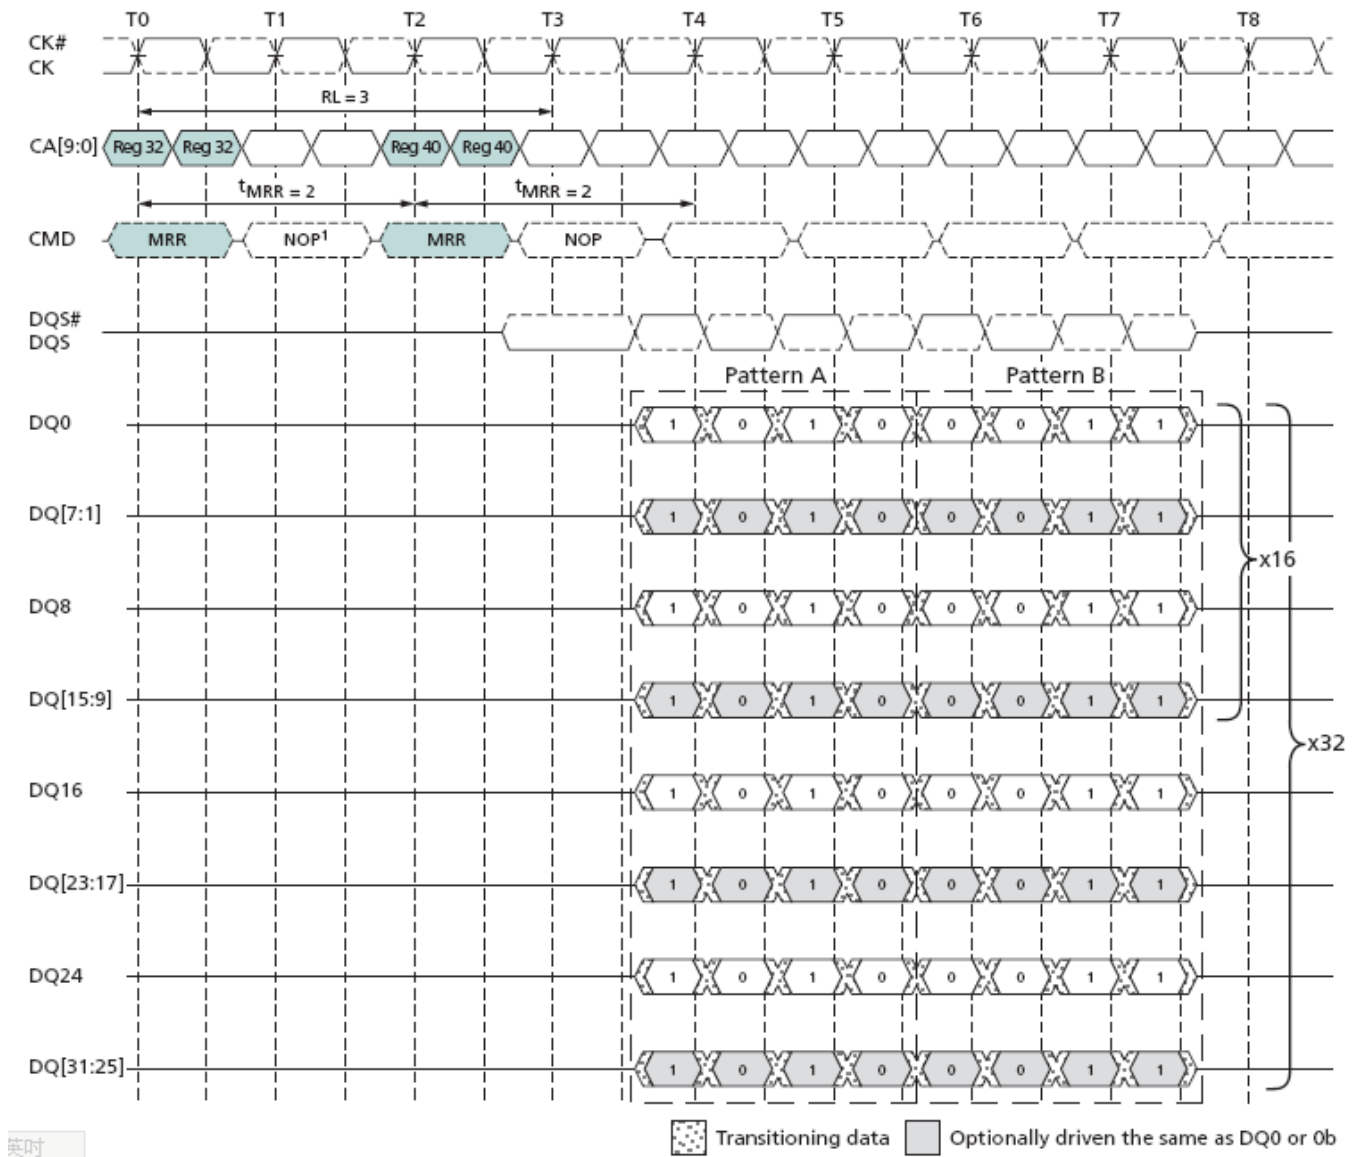 T0 T1 T2 T3 T4 T5 T6 T7 T8
CK#
CK
RL = 3
CA[9:0] Reg 32 Reg 32 Reg 40 Reg 40
tMRR = 2 tMRR = 2
CMD MRR NOP1 MRR NOP
DQS#
DQS
Pattern A Pattern B
DQ0 1 0 1 0 0 0 1 1
DQ[7:1] 1 0 1 0 0 0 1 1
x16
DQ8 1 0 1 0 0 0 1 1
DQ[15:9] 1 0 1 0 0 0 1 1
x32
DQ16 1 0 1 0 0 0 1 1
DQ[23:17] 1 0 1 0 0 0 1 1
DQ24 1 0 1 0 0 0 1 1
DQ[31:25] 1 0 1 0 0 0 1 1
Transitioning data Optionally driven the same as DQ0 or 0b
英吋